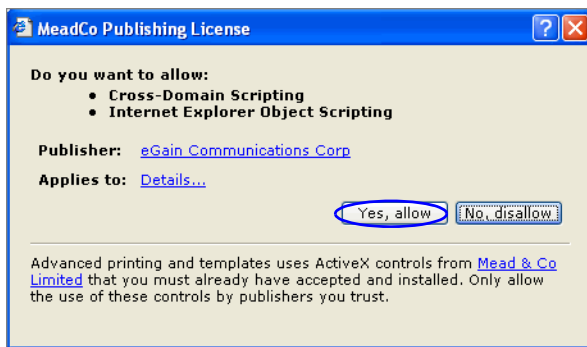 MeadCo Publishing License
Do you want to allow:
• Cross-Domain Scripting
• Internet Explorer Object Scripting
Publisher: eGain Communications Corp
Applies to: Details...
Yes, allow No, disallow
Advanced printing and templates uses ActiveX controls from Mead & Co
Limited that you must already have accepted and installed. Only allow
the use of these controls by publishers you trust.